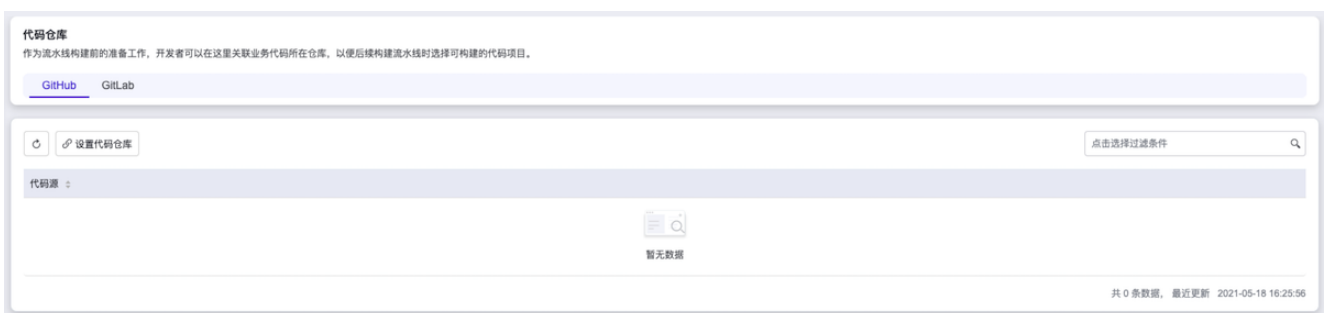 代码仓库
作为流水线构建前的准备工作，开发者可以在这里关联业务代码所在仓库，以便后续构建流水线时选择可构建的代码项目。
GitHub GitLab
设置代码仓库 点击选择过滤条件
代码源
暂无数据
共 0 条数据， 最近更新 2021-05-18 16:25:56